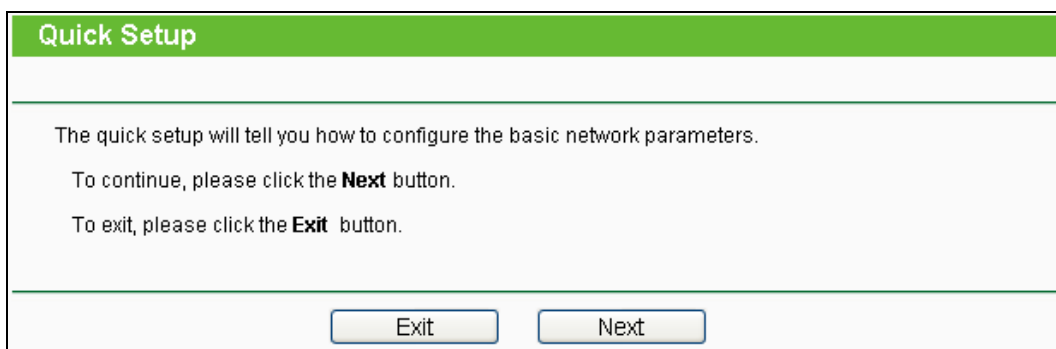 Quick Setup
The quick setup will tell you how to configure the basic network parameters.
To continue, please click the Next button.
To exit, please click the Exit button.
Exit Next